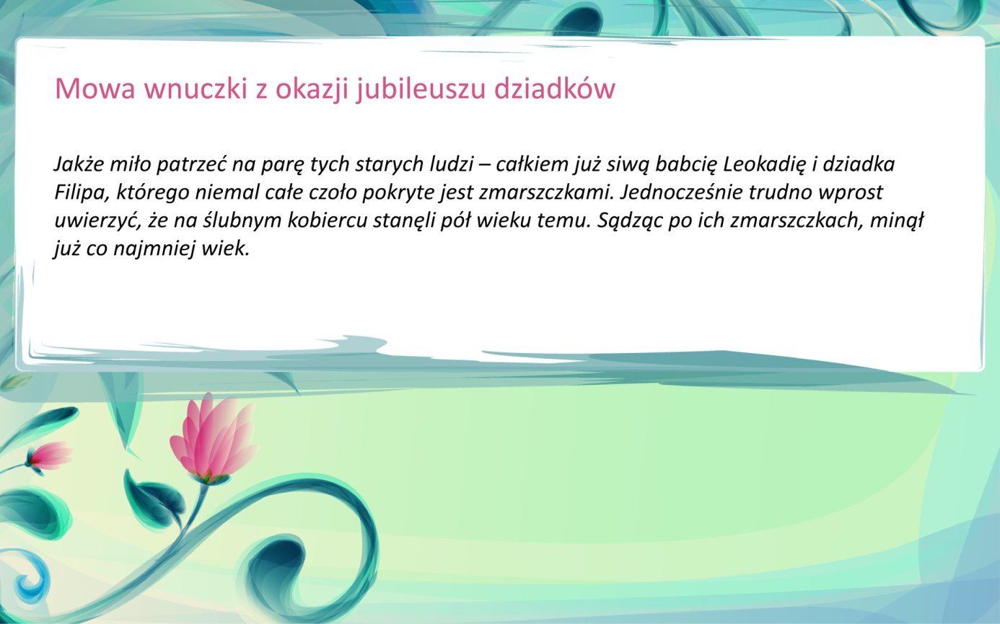 Mowa wnuczki z okazji jubileuszu dziadków
Jakże miło patrzeć na parę tych starych ludzi – całkiem już siwą babcię Leokadię i dziadka
Filipa, którego niemal całe czoło pokryte jest zmarszczkami. Jednocześnie trudno wprost
uwierzyć, że na ślubnym kobiercu stanęli pół wieku temu. Sądząc po ich zmarszczkach, minął
już co najmniej wiek.